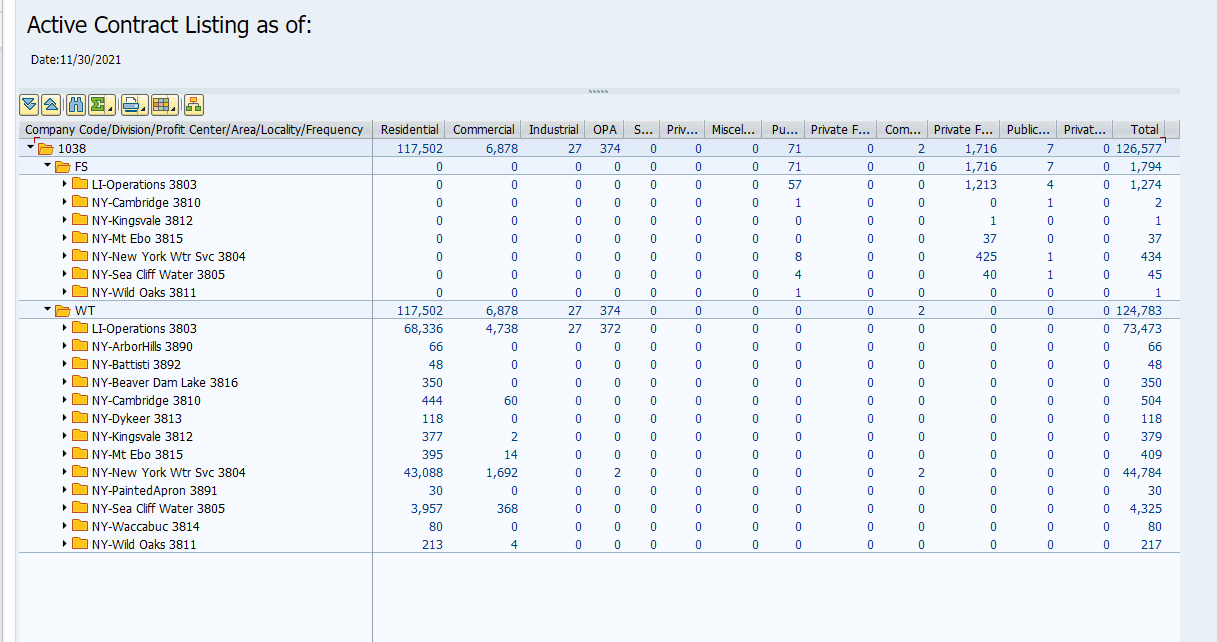 Active Contract Listing as of:
Date:11/30/2021
Company Code/Division/Profit Center/Area/Locality/Frequency Residential Commercial Industrial OPA S... Priv... Miscel... Pu... Private F... Com... Private F... Public... Privat... Total
1038 117,502 6,878 27 374 0 0 0 71 0 2 1,716 7 0 126,577
FS 0 0 0 0 0 0 0 71 0 0 1,716 7 0 1,794
LI-Operations 3803 0 0 0 0 0 0 0 57 0 0 1,213 4 0 1,274
NY-Cambridge 3810 0 0 0 0 0 0 0 1 0 0 0 1 0 2
NY-Kingsvale 3812 0 0 0 0 0 0 0 0 0 0 1 0 0 1
NY-Mt Ebo 3815 0 0 0 0 0 0 0 0 0 0 37 0 0 37
NY-New York Wtr Svc 3804 0 0 0 0 0 0 0 8 0 0 425 1 0 434
NY-Sea Cliff Water 3805 0 0 0 0 0 0 0 4 0 0 40 1 0 45
NY-Wild Oaks 3811 0 0 0 0 0 0 0 1 0 0 0 0 0 1
WT 117,502 6,878 27 374 0 0 0 0 0 2 0 0 0 124,783
LI-Operations 3803 68,336 4,738 27 372 0 0 0 0 0 0 0 0 0 73,473
NY-ArborHills 3890 66 0 0 0 0 0 0 0 0 0 0 0 0 66
NY-Battisti 3892 48 0 0 0 0 0 0 0 0 0 0 0 0 48
NY-Beaver Dam Lake 3816 350 0 0 0 0 0 0 0 0 0 0 0 0 350
NY-Cambridge 3810 444 60 0 0 0 0 0 0 0 0 0 0 0 504
NY-Dykeer 3813 118 0 0 0 0 0 0 0 0 0 0 0 0 118
NY-Kingsvale 3812 377 2 0 0 0 0 0 0 0 0 0 0 0 379
NY-Mt Ebo 3815 395 14 0 0 0 0 0 0 0 0 0 0 0 409
NY-New York Wtr Svc 3804 43,088 1,692 0 2 0 0 0 0 0 2 0 0 0 44,784
NY-PaintedApron 3891 30 0 0 0 0 0 0 0 0 0 0 0 0 30
NY-Sea Cliff Water 3805 3,957 368 0 0 0 0 0 0 0 0 0 0 0 4,325
NY-Waccabuc 3814 80 0 0 0 0 0 0 0 0 0 0 0 0 80
NY-Wild Oaks 3811 213 4 0 0 0 0 0 0 0 0 0 0 0 217